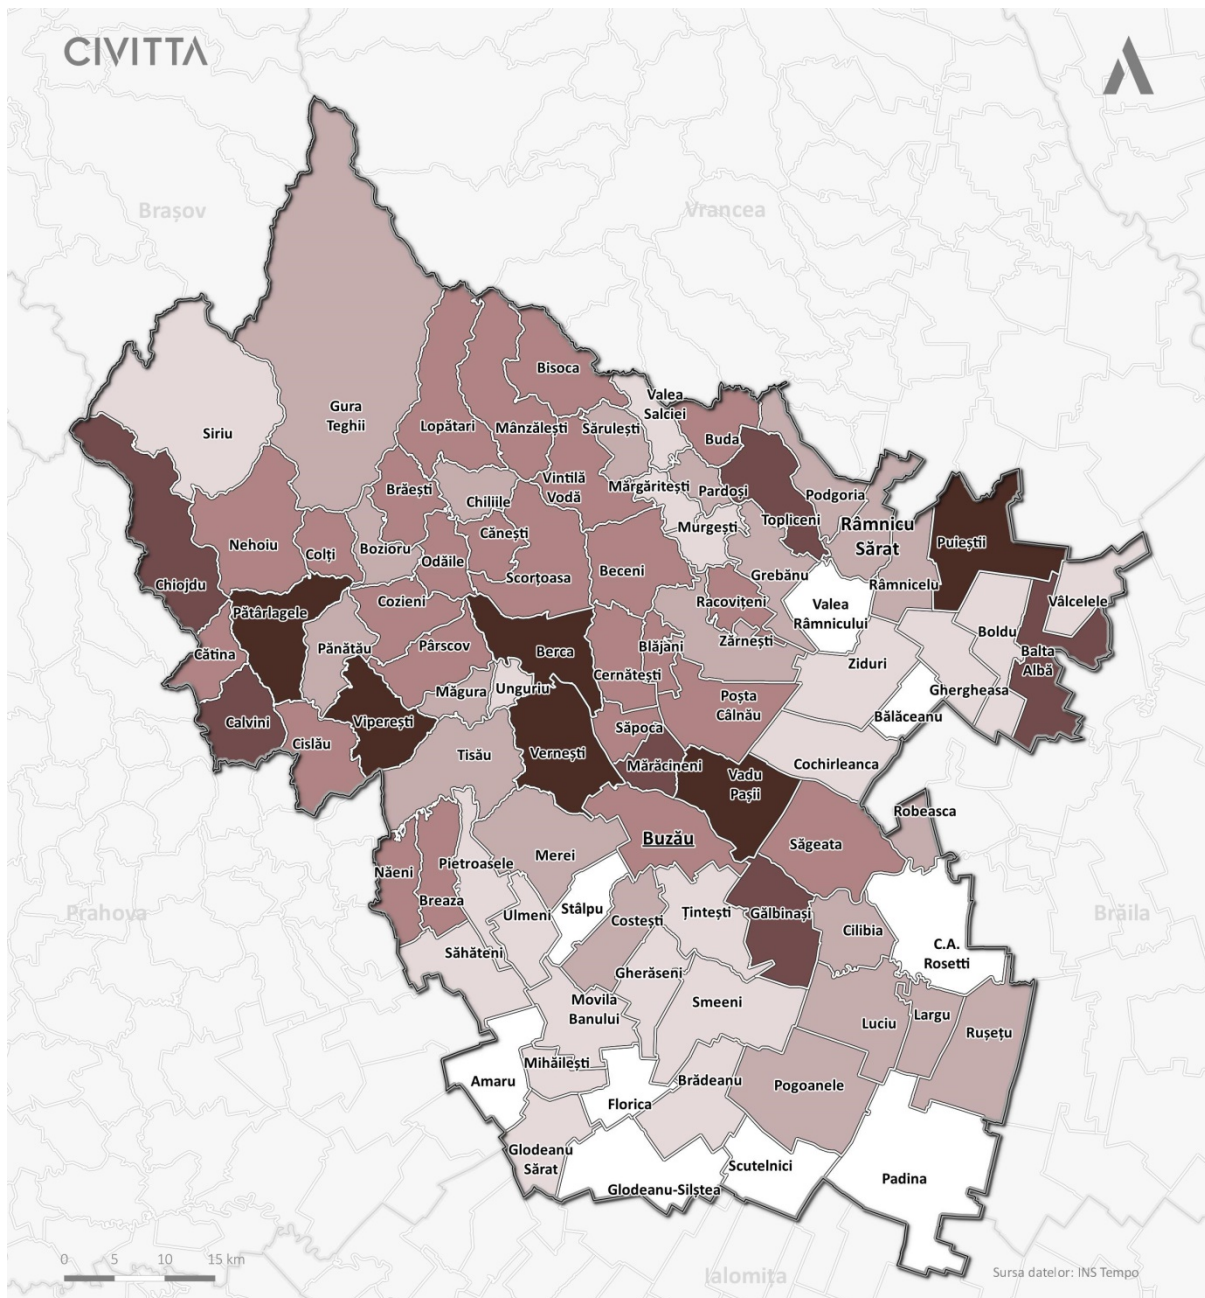 CIVITTA
Brașov
Vrancea
Bisoca
Valea
Salciei
Gura
Teghii
Siriu
Lopătari
Mânzălești
Sărulești
Buda
Brăești
Chiliile
Vintilă
Vodă
Mărgăritești
Pardoși
Podgoria
Topliceni
Râmnicu
Sărat
Puieștii
Murgești
Nehoiu
Colți
Bozioru
Odăile
Cănești
Scorțoasa
Beceni
Grebănu
Râmnicelu
Chiojdu
Pătârlagele
Cozieni
Racovițeni
Valea
Râmnicului
Vâlcelele
Boldu
Balta
Albă
Cătina
Pănătău
Pârscov
Berca
Blăjani
Zărnești
Ziduri
Cernătești
Măgura
Unguriu
Ghergheasa
Calvini
Viperești
Poșta
Câlnău
Bălăceanu
Cislău
Tisău
Vernești
Săpoca
Mărăcineni
Vadu
Pașii
Cochirleanca
Robeasca
Buzău
Săgeata
Merei
Pietroasele
Năeni
Breaza
Prahova
Ulmeni
Stâlpu
Costești
Țintești
Gălbinași
Cilibia
Brăila
C.A.
Rosetti
Săhăteni
Gherăseni
Movila
Banului
Smeeni
Luciu
Largu
Rușețu
Mihăilești
Amaru
Florica
Brădeanu
Pogoanele
Glodeanu
Sărat
Scutelnici
Padina
Glodeanu-Siliștea
0 5 10 15 km
Ialomița
Sursa datelor: INS Tempo